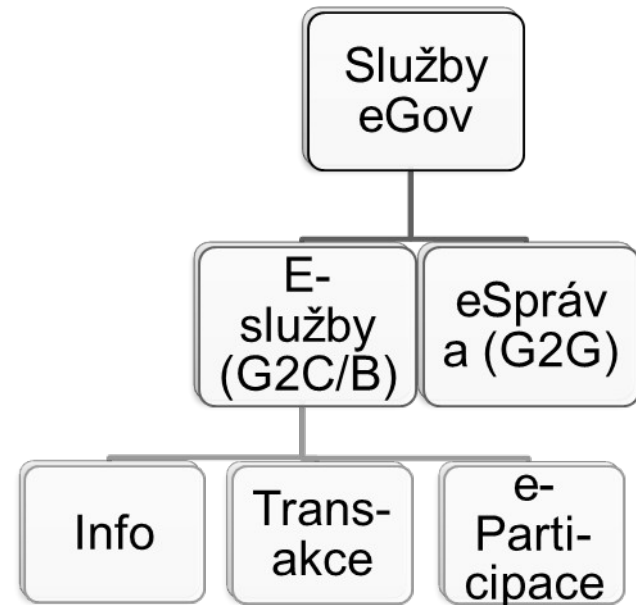 Služby
eGov
E-
služby
(G2C/B)
eSpráv
a (G2G)
Info
Trans-
akce
e-
Parti-
cipace